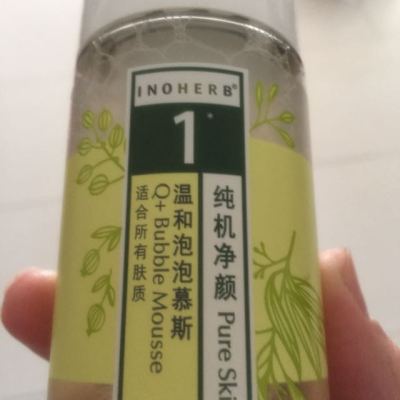 INOHERB®
1*
纯机净颜 Pure Ski
温和泡泡慕斯
Q+ Bubble Mousse
适合所有肤质